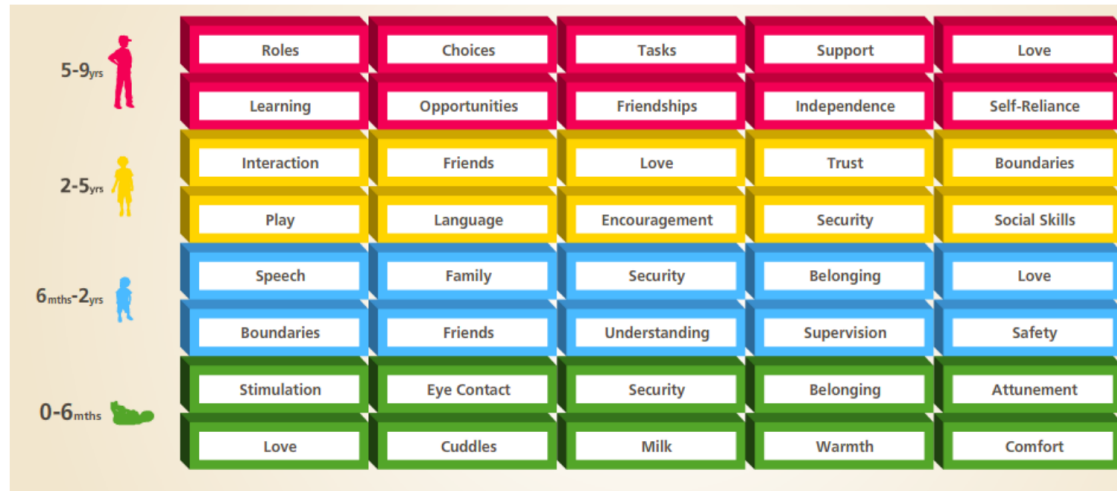 5-9yrs
Roles Choices Tasks Support Love
Learning Opportunities Friendships Independence Self-Reliance
2-5yrs
Interaction Friends Love Trust Boundaries
Play Language Encouragement Security Social Skills
6mths-2yrs
Speech Family Security Belonging Love
Boundaries Friends Understanding Supervision Safety
0-6mths
Stimulation Eye Contact Security Belonging Attunement
Love Cuddles Milk Warmth Comfort